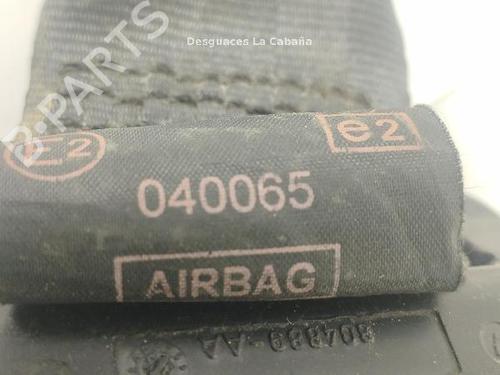 Desguaces La Cabaña
B-PARTS
E2 e2
040065
AIRBAG